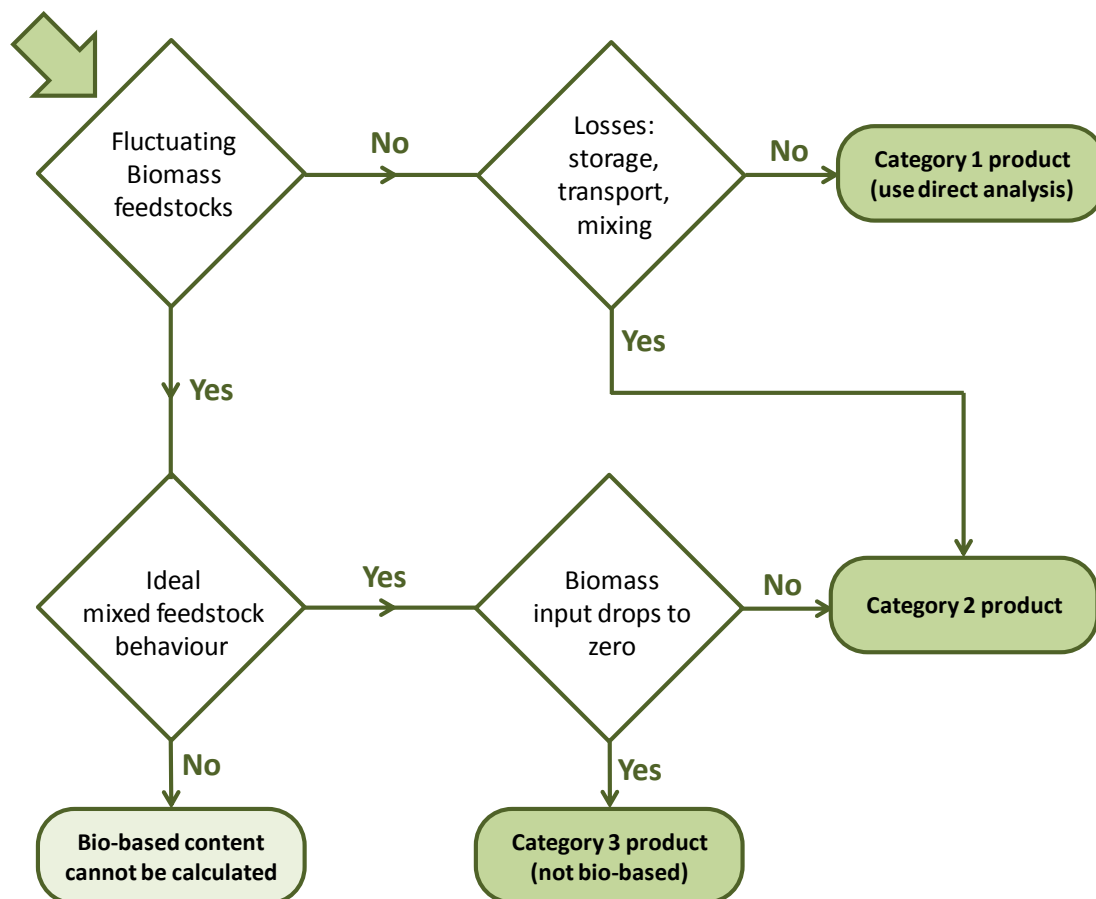 Fluctuating
Biomass
feedstocks
No
Losses:
storage,
transport,
mixing
No
Category 1 product
(use direct analysis)
Yes
Yes
Ideal
mixed feedstock
behaviour
Yes
Biomass
input drops to
zero
No
Category 2 product
No
Yes
Bio-based content
cannot be calculated
Category 3 product
(not bio-based)